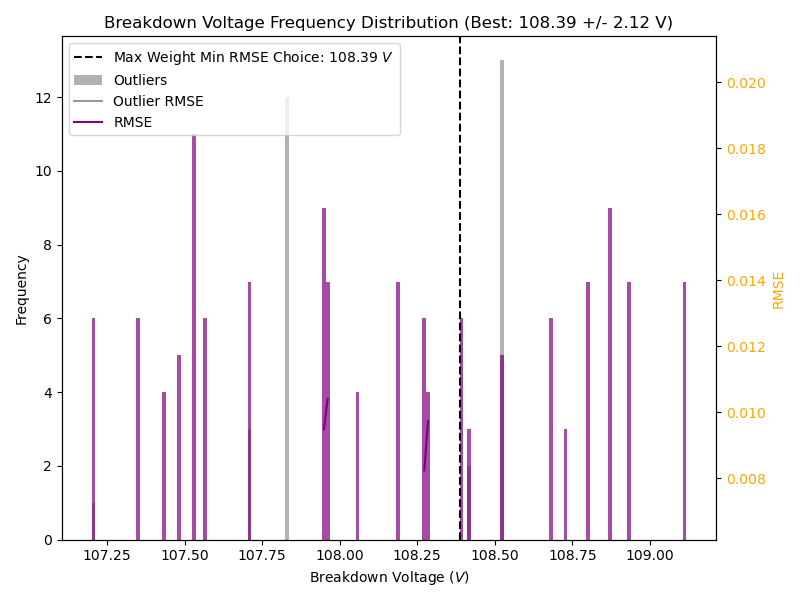 Breakdown Voltage Frequency Distribution (Best: 108.39 +/- 2.12 V)
Max Weight Min RMSE Choice: 108.39 V
Outliers
Outlier RMSE
RMSE
Frequency
12
10
8
6
4
2
0
0.020
0.018
0.016
0.014
0.012
0.010
0.008
RMSE
107.25 107.50 107.75 108.00 108.25 108.50 108.75 109.00
Breakdown Voltage (V)